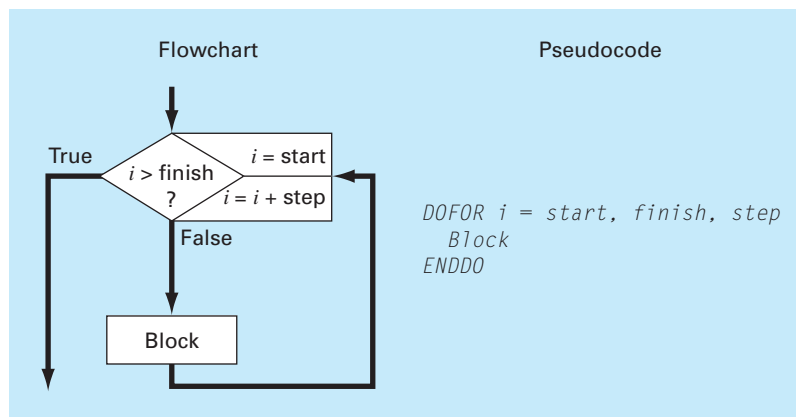 Flowchart
Pseudocode
True
i > finish
?
i = start
i = i + step
False
Block
DOFOR i = start, finish, step
Block
ENDDO